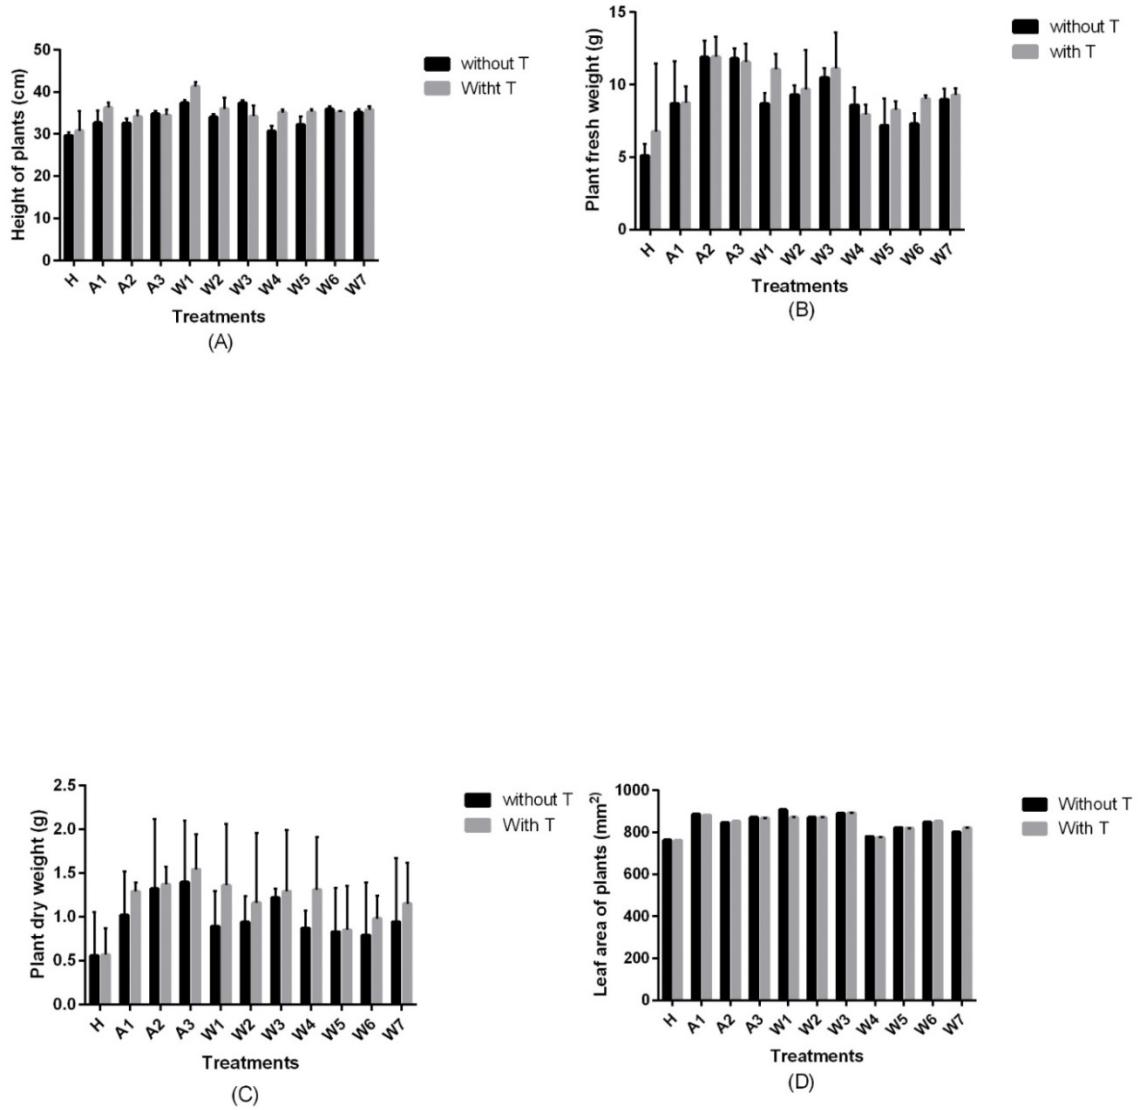 50
40
30
20
10
0
Height of plants (cm)
H A1 A2 A3 W1 W2 W3 W4 W5 W6 W7
Treatments
(A)
without T
Witht T
15
10
5
0
Plant fresh weight (g)
H A1 A2 A3 W1 W2 W3 W4 W5 W6 W7
Treatments
(B)
without T
with T
2.5
2.0
1.5
1.0
0.5
0.0
Plant dry weight (g)
H A1 A2 A3 W1 W2 W3 W4 W5 W6 W7
Treatments
(C)
without T
With T
1000
800
600
400
200
0
Leaf area of plants (mm²)
H A1 A2 A3 W1 W2 W3 W4 W5 W6 W7
Treatments
(D)
Without T
With T